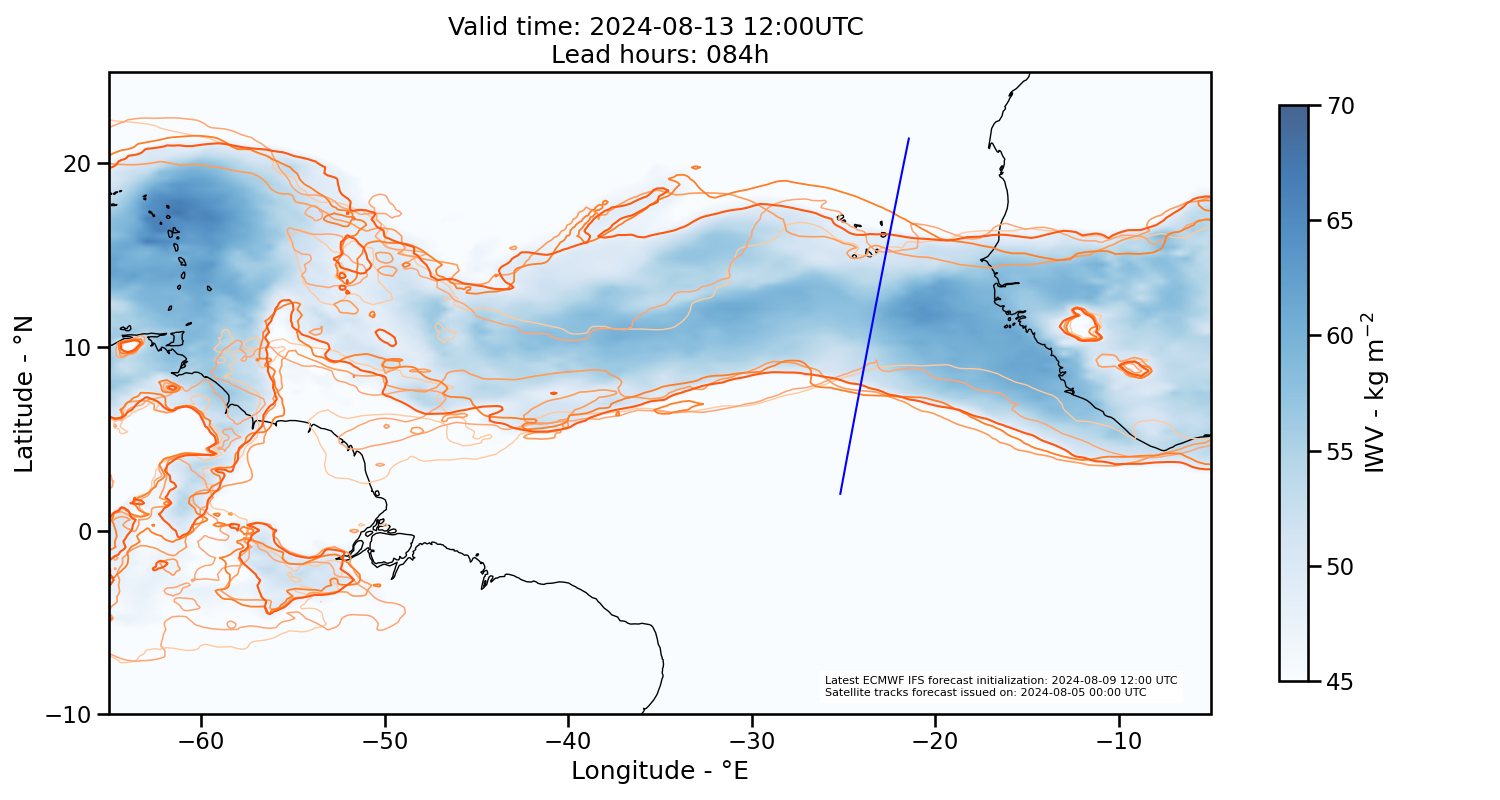 Valid time: 2024-08-13 12:00UTC
Lead hours: 084h
20
10
0
−10
Latitude - °N
−60
−50
−40
−30
−20
−10
Longitude - °E
Latest ECMWF IFS forecast initialization: 2024-08-09 12:00 UTC
Satellite tracks forecast issued on: 2024-08-05 00:00 UTC
70
65
60
55
50
45
IWV - kg m⁻²